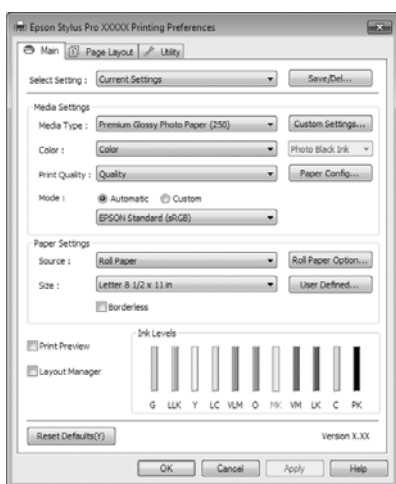 Epson Stylus Pro XXXXX Printing Preferences
Main Page Layout Utility
Select Setting : Current Settings Save/Del...
Media Settings
Media Type : Premium Glossy Photo Paper (250) Custom Settings...
Color : Color Photo Black Ink
Print Quality : Quality Paper Config...
Mode : Automatic Custom
EPSON Standard (sRGB)
Paper Settings
Source : Roll Paper Roll Paper Option...
Size : Letter 8 1/2 x 11 in User Defined...
Borderless
Ink Levels
Print Preview
Layout Manager
G LLK Y LC VLM O MK VM LK C PK
Reset Defaults(Y) Version X.XX
OK Cancel Apply Help